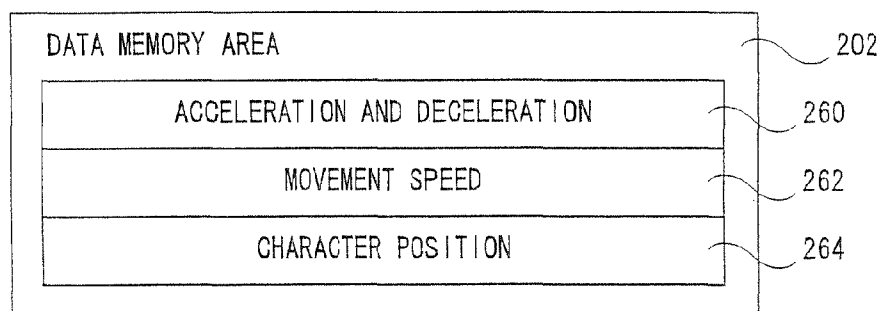 DATA MEMORY AREA 202
ACCELERATION AND DECELERATION 260
MOVEMENT SPEED 262
CHARACTER POSITION 264